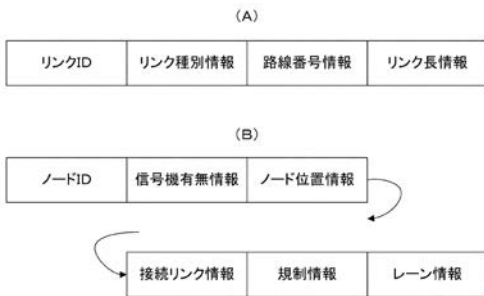 (A)
リンクID リンク種別情報 路線番号情報 リンク長情報
(B)
ノードID 信号機有無情報 ノード位置情報
接続リンク情報 規制情報 レーン情報